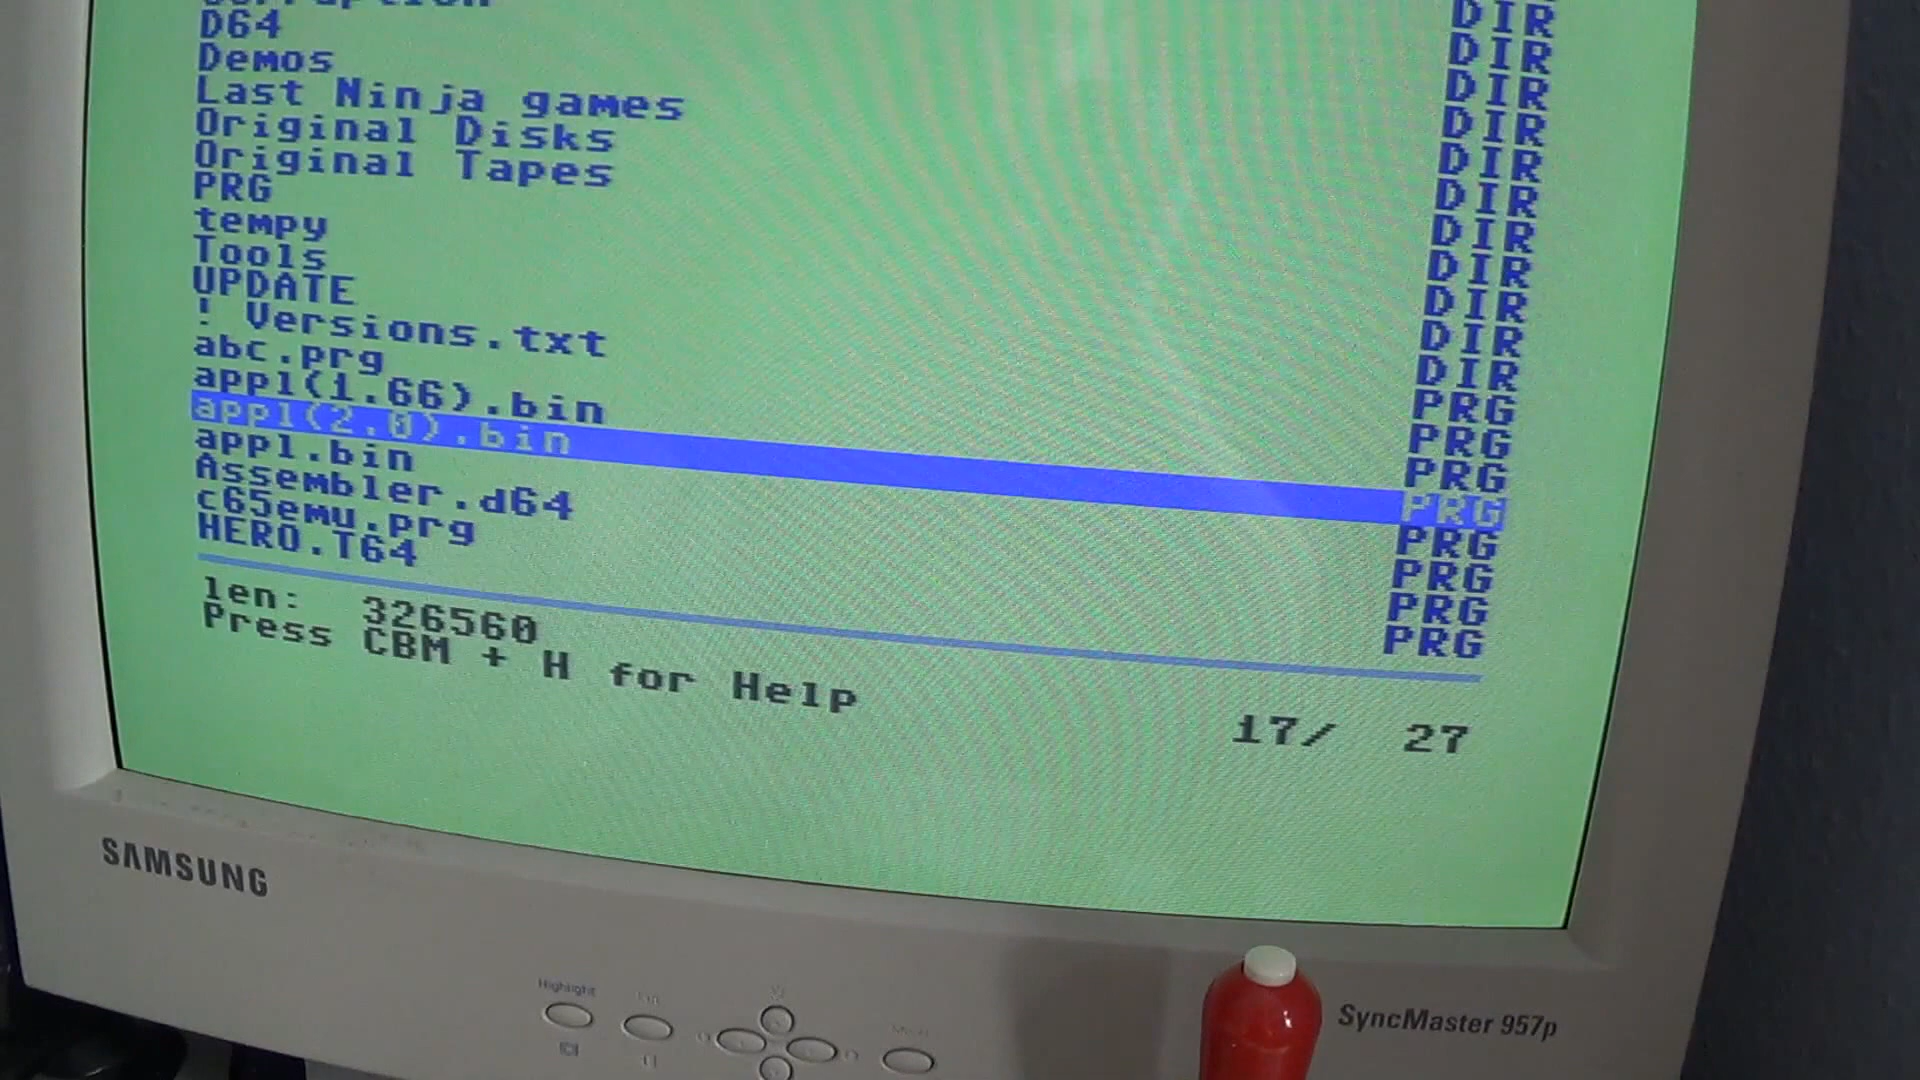 DIR
D64 DIR
Demos DIR
Last Ninja games DIR
Original Disks DIR
Original Tapes DIR
PRG DIR
tempy DIR
Tools DIR
UPDATE DIR
! Versions.txt PRG
abc.prg PRG
appl(1.66).bin PRG
appl(2.0).bin PRG
appl.bin PRG
Assembler.d64 PRG
c65emu.prg PRG
HERO.T64 PRG
len: 326560
Press CBM + H for Help
17/ 27
SAMSUNG
Highlight
SyncMaster 957p